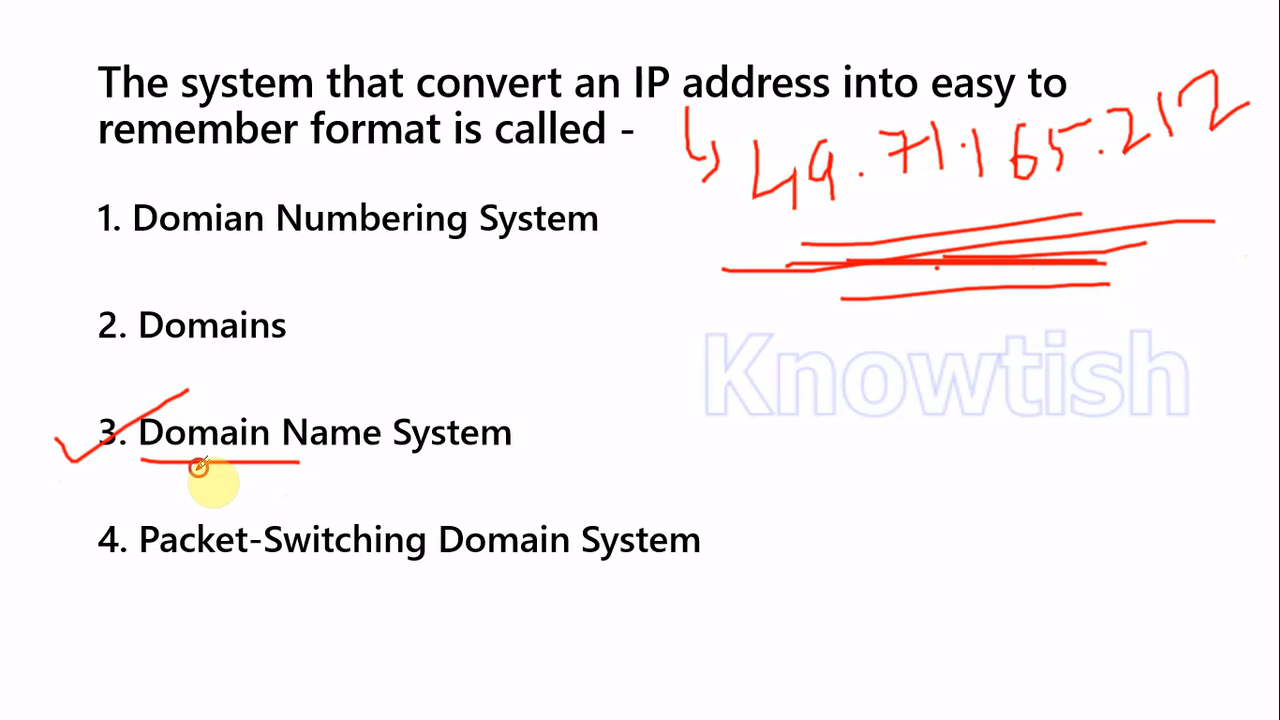 The system that convert an IP address into easy to
remember format is called -
49.71.165.212
1. Domian Numbering System
2. Domains
Knowtish
3. Domain Name System
4. Packet-Switching Domain System